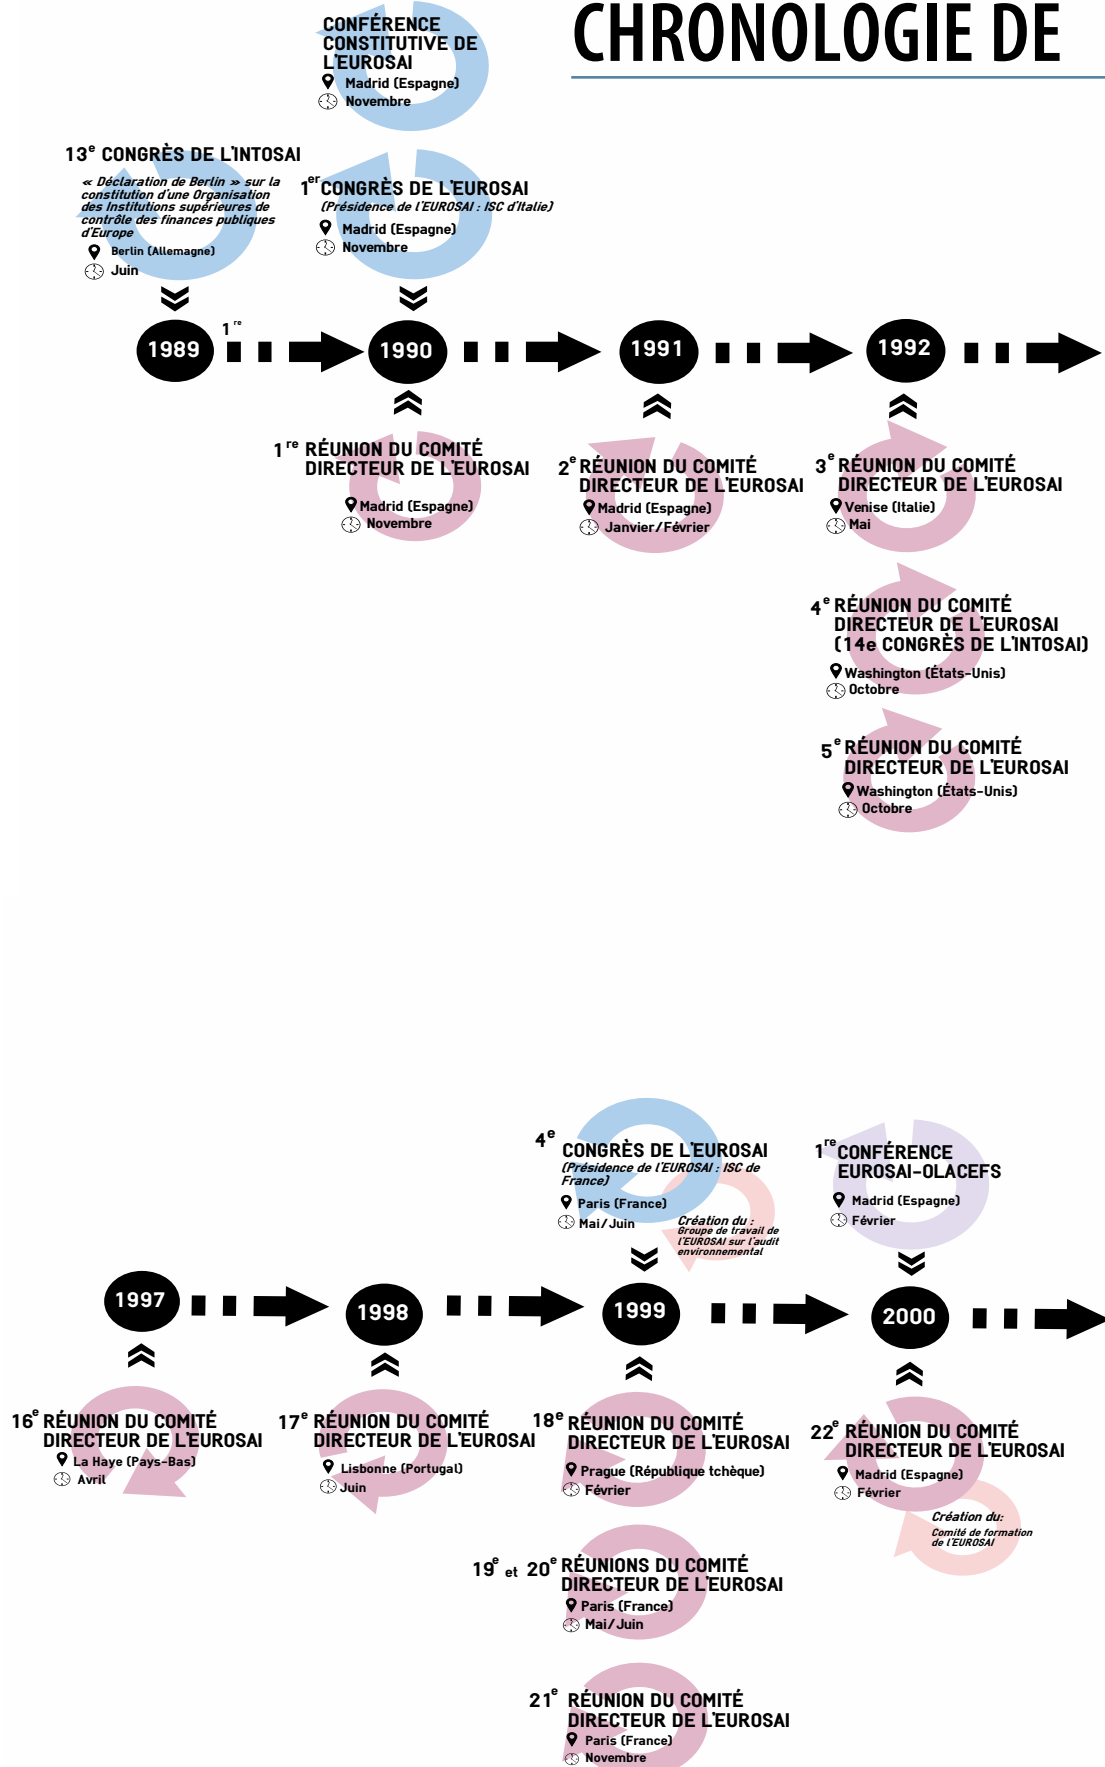 CHRONOLOGIE DE
CONFÉRENCE
CONSTITUTIVE DE
L'EUROSAI
Madrid (Espagne)
Novembre
13e CONGRÈS DE L'INTOSAI
« Déclaration de Berlin » sur la
constitution d'une Organisation
des Institutions supérieures de
contrôle des finances publiques
d'Europe
Berlin (Allemagne)
Juin
1er CONGRÈS DE L'EUROSAI
(Présidence de l'EUROSAI : ISC d'Italie)
Madrid (Espagne)
Novembre
1989
1re
1990
1991
1992
1re RÉUNION DU COMITÉ
DIRECTEUR DE L'EUROSAI
Madrid (Espagne)
Novembre
2e RÉUNION DU COMITÉ
DIRECTEUR DE L'EUROSAI
Madrid (Espagne)
Janvier/Février
3e RÉUNION DU COMITÉ
DIRECTEUR DE L'EUROSAI
Venise (Italie)
Mai
4e RÉUNION DU COMITÉ
DIRECTEUR DE L'EUROSAI
(14e CONGRÈS DE L'INTOSAI)
Washington (États-Unis)
Octobre
5e RÉUNION DU COMITÉ
DIRECTEUR DE L'EUROSAI
Washington (États-Unis)
Octobre
4e CONGRÈS DE L'EUROSAI
(Présidence de l'EUROSAI : ISC de
France)
Paris (France)
Mai/Juin
Création du :
Groupe de travail de
l'EUROSAI sur l'audit
environnemental
1re CONFÉRENCE
EUROSAI-OLACEFS
Madrid (Espagne)
Février
1997
1998
1999
2000
16e RÉUNION DU COMITÉ
DIRECTEUR DE L'EUROSAI
La Haye (Pays-Bas)
Avril
17e RÉUNION DU COMITÉ
DIRECTEUR DE L'EUROSAI
Lisbonne (Portugal)
Juin
18e RÉUNION DU COMITÉ
DIRECTEUR DE L'EUROSAI
Prague (République tchèque)
Février
19e et 20e RÉUNIONS DU COMITÉ
DIRECTEUR DE L'EUROSAI
Paris (France)
Mai/Juin
21e RÉUNION DU COMITÉ
DIRECTEUR DE L'EUROSAI
Paris (France)
Novembre
22e RÉUNION DU COMITÉ
DIRECTEUR DE L'EUROSAI
Madrid (Espagne)
Février
Création du:
Comité de formation
de l'EUROSAI